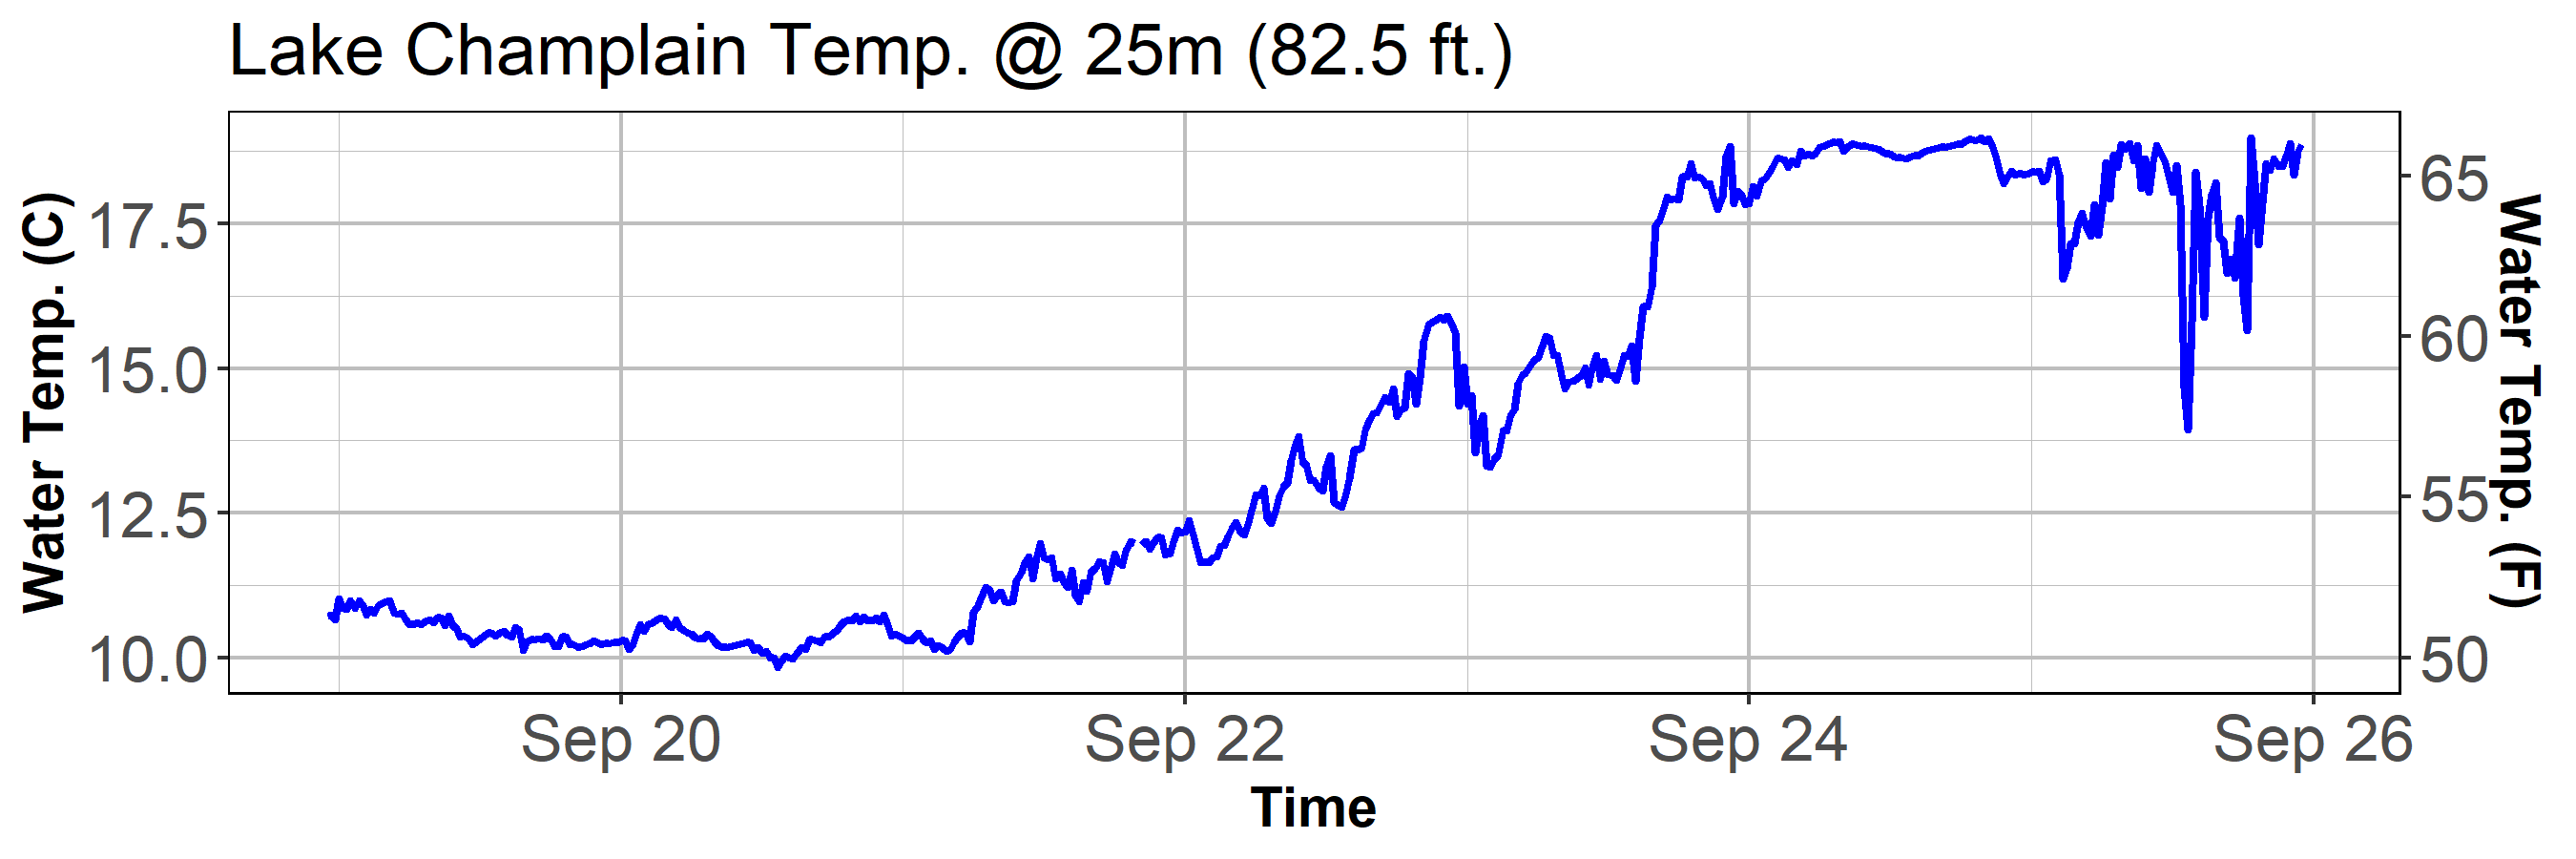 Lake Champlain Temp. @ 25m (82.5 ft.)
Water Temp. (C)
17.5
15.0
12.5
10.0
65
60
55
50
Water Temp. (F)
Sep 20
Sep 22
Sep 24
Sep 26
Time